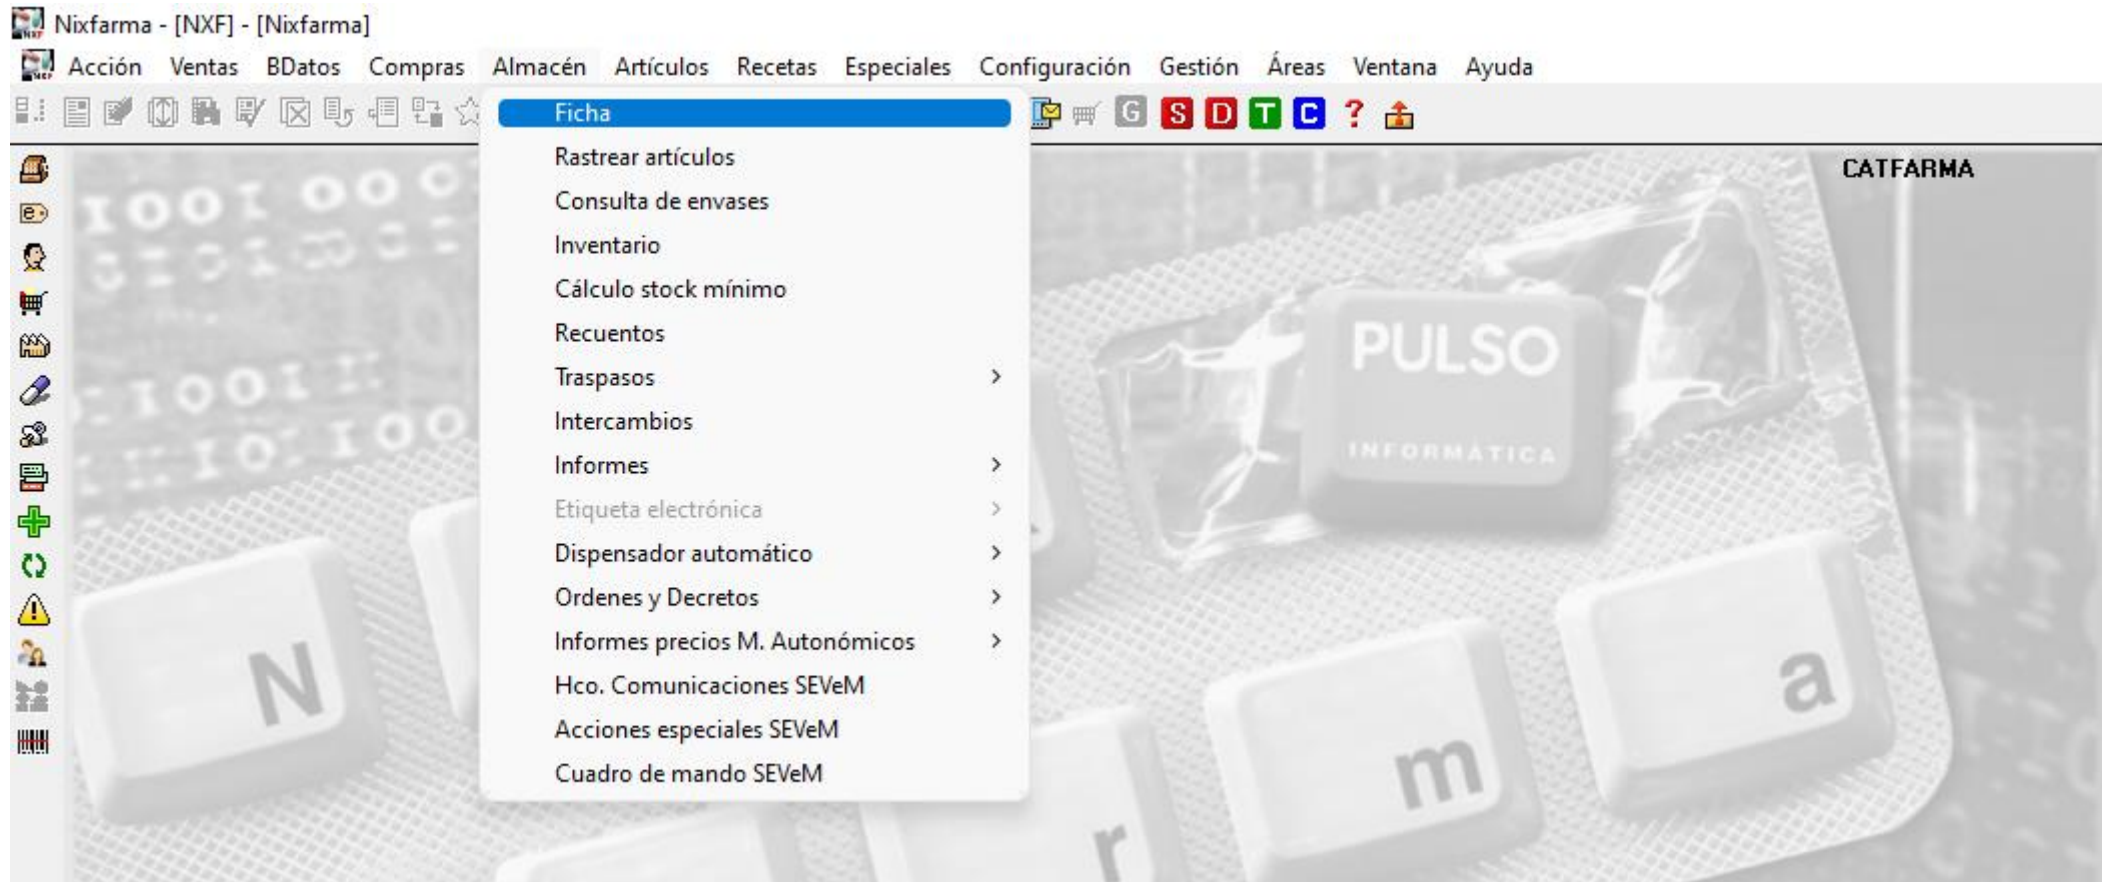 Nixfarma - [NXF] - [Nixfarma]
Acción Ventas BDatos Compras Almacén Artículos Recetas Especiales Configuración Gestión Áreas Ventana Ayuda
G S D T C ?
Ficha
CATFARMA
Rastrear artículos
Consulta de envases
Inventario
Cálculo stock mínimo
Recuentos
Traspasos
Intercambios
Informes
Etiqueta electrónica
Dispensador automático
Ordenes y Decretos
Informes precios M. Autonómicos
Hco. Comunicaciones SEVeM
Acciones especiales SEVeM
Cuadro de mando SEVeM
PULSO
INFORMÁTICA
N
r
m
a